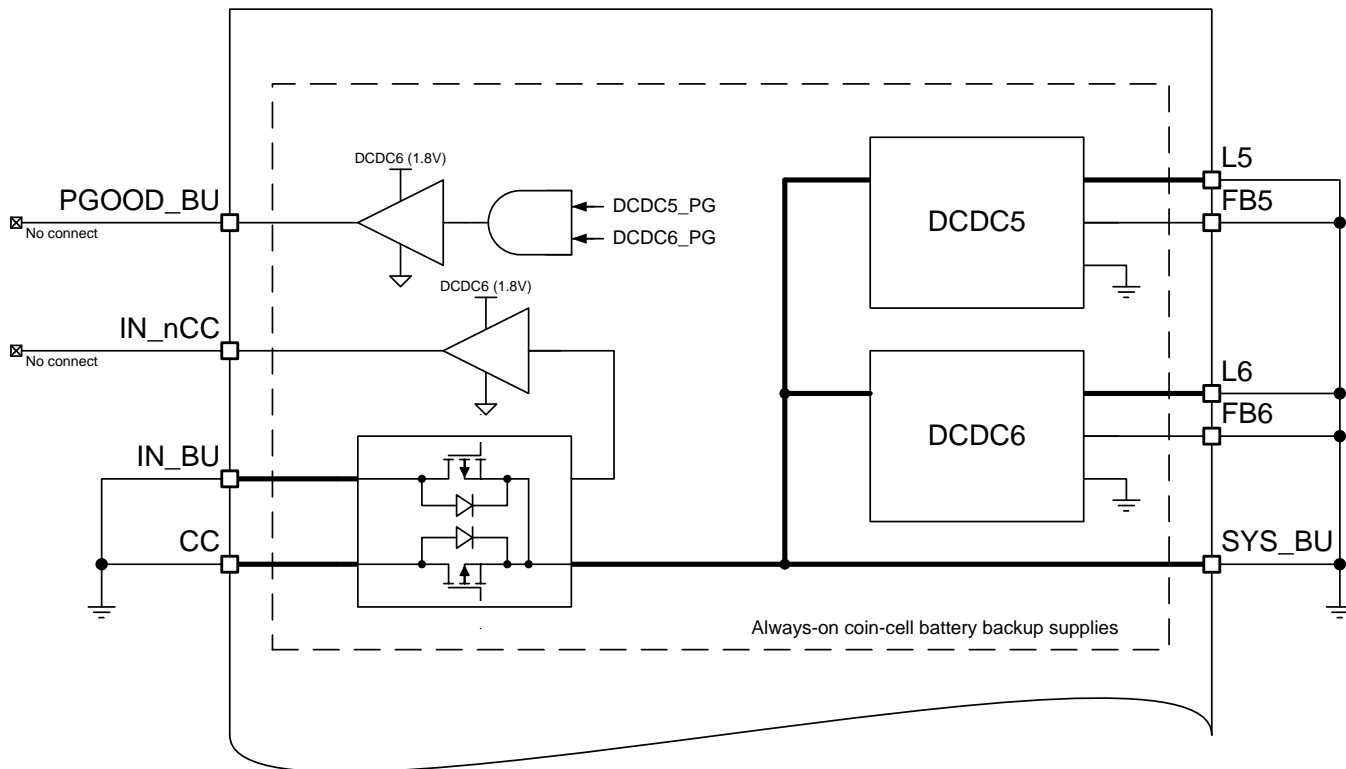 DCDC6 (1.8V)
PGOOD_BU
No connect
DCDC5_PG
DCDC6_PG
DCDC5
L5
FB5
DCDC6 (1.8V)
IN_nCC
No connect
DCDC6
L6
FB6
IN_BU
CC
SYS_BU
Always-on coin-cell battery backup supplies